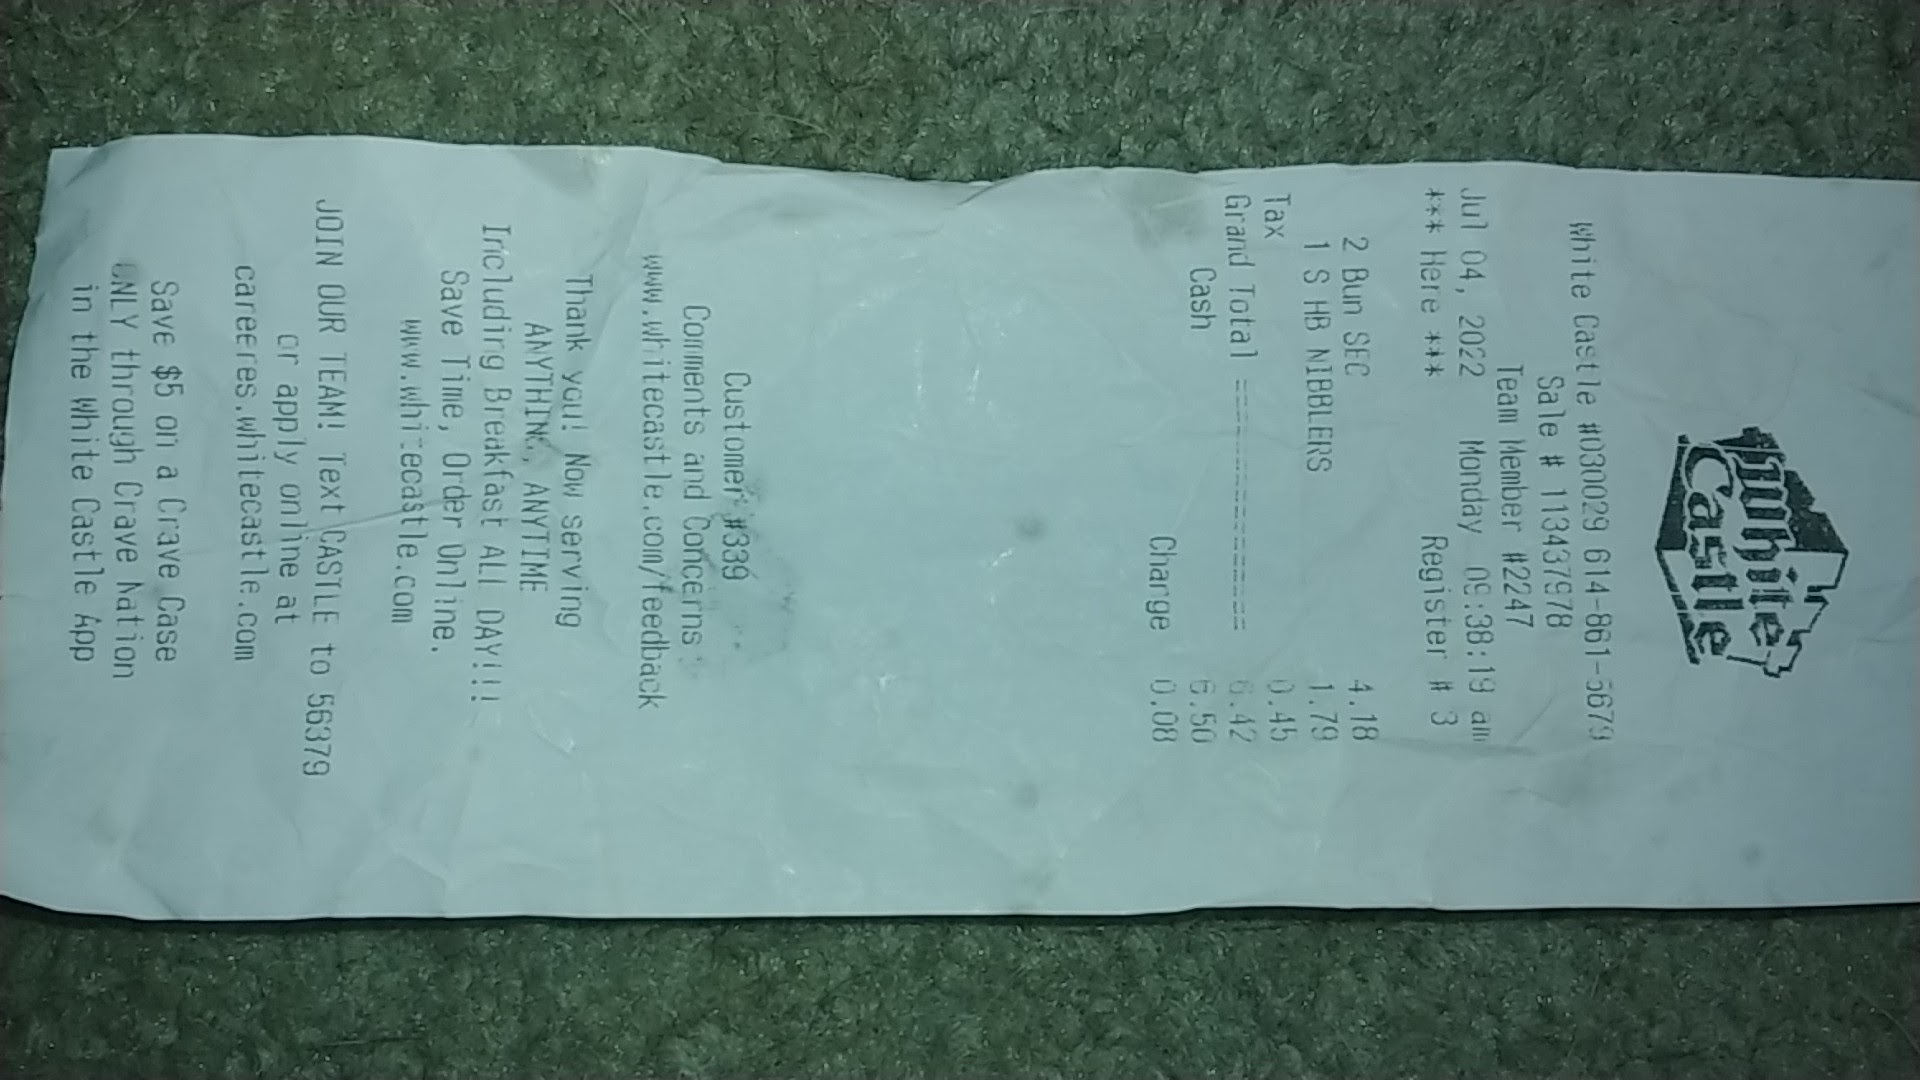 White
Castle
White Castle #030029 614-861-5679
Sale # 113437978
Team Member #2247
Jul 04, 2022 Monday 09:38:19 am
*** Here *** Register # 3
2 Bun SEC 4.18
1 S HB NIBBLERS 1.79
Tax 0.45
Grand Total ================ 6.42
Cash 6.50
Change 0.08
Customer #339
Comments and Concerns
www.whitecastle.com/feedback
Thank you! Now serving
ANYTHING, ANYTIME
Including Breakfast All DAY!!!
Save Time, Order Online.
www.whitecastle.com
JOIN OUR TEAM! Text CASTLE to 56379
or apply online at
careers.whitecastle.com
Save $5 on a Crave Case
ONLY through Crave Nation
in the White Castle App